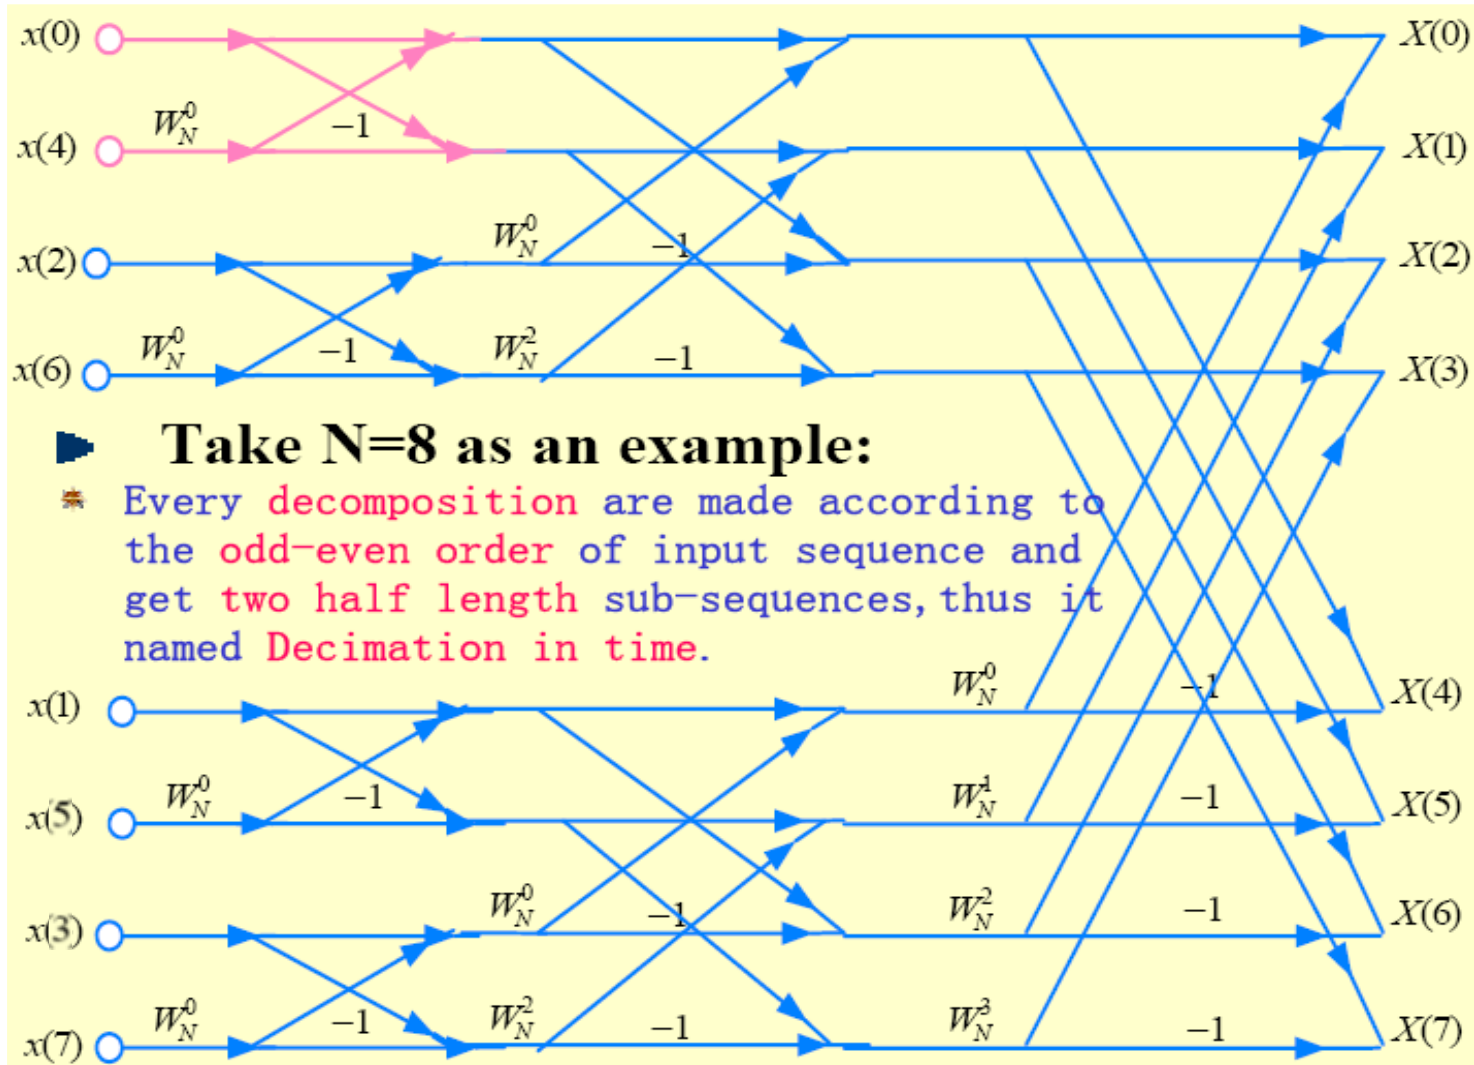 x(0) X(0)
W_N^0 −1
x(4) X(1)
W_N^0 −1
x(2) X(2)
W_N^0 −1 W_N^2 −1
x(6) X(3)
Take N=8 as an example:
Every decomposition are made according to
the odd-even order of input sequence and
get two half length sub-sequences, thus it
named Decimation in time.
W_N^0 −1
x(1) X(4)
W_N^0 −1 W_N^1 −1
x(5) X(5)
W_N^0 −1 W_N^2 −1
x(3) X(6)
W_N^0 −1 W_N^2 −1 W_N^3 −1
x(7) X(7)